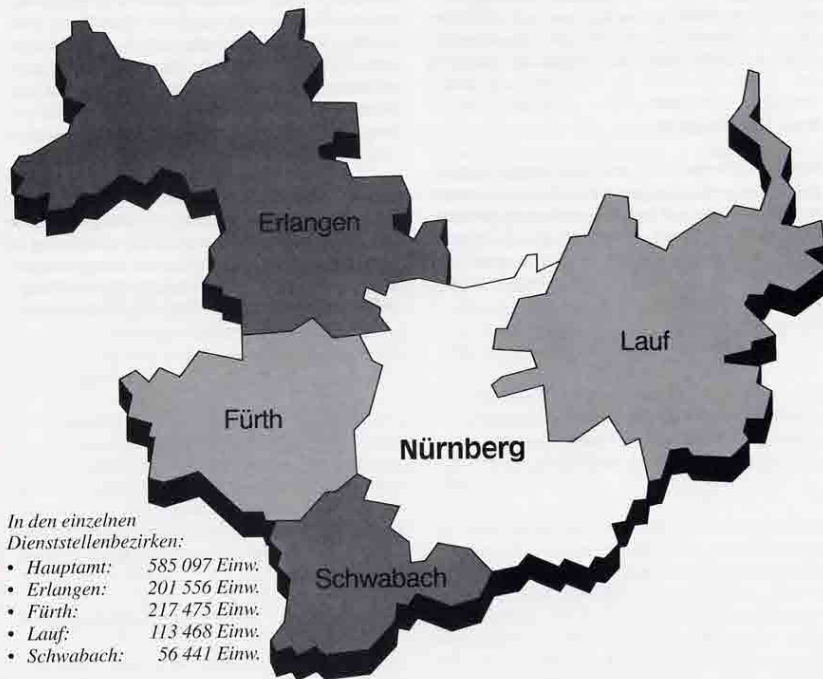 Erlangen
Lauf
Fürth
Nürnberg
Schwabach
In den einzelnen
Dienststellenbezirken:
• Hauptamt: 585 097 Einw.
• Erlangen: 201 556 Einw.
• Fürth: 217 475 Einw.
• Lauf: 113 468 Einw.
• Schwabach: 56 441 Einw.